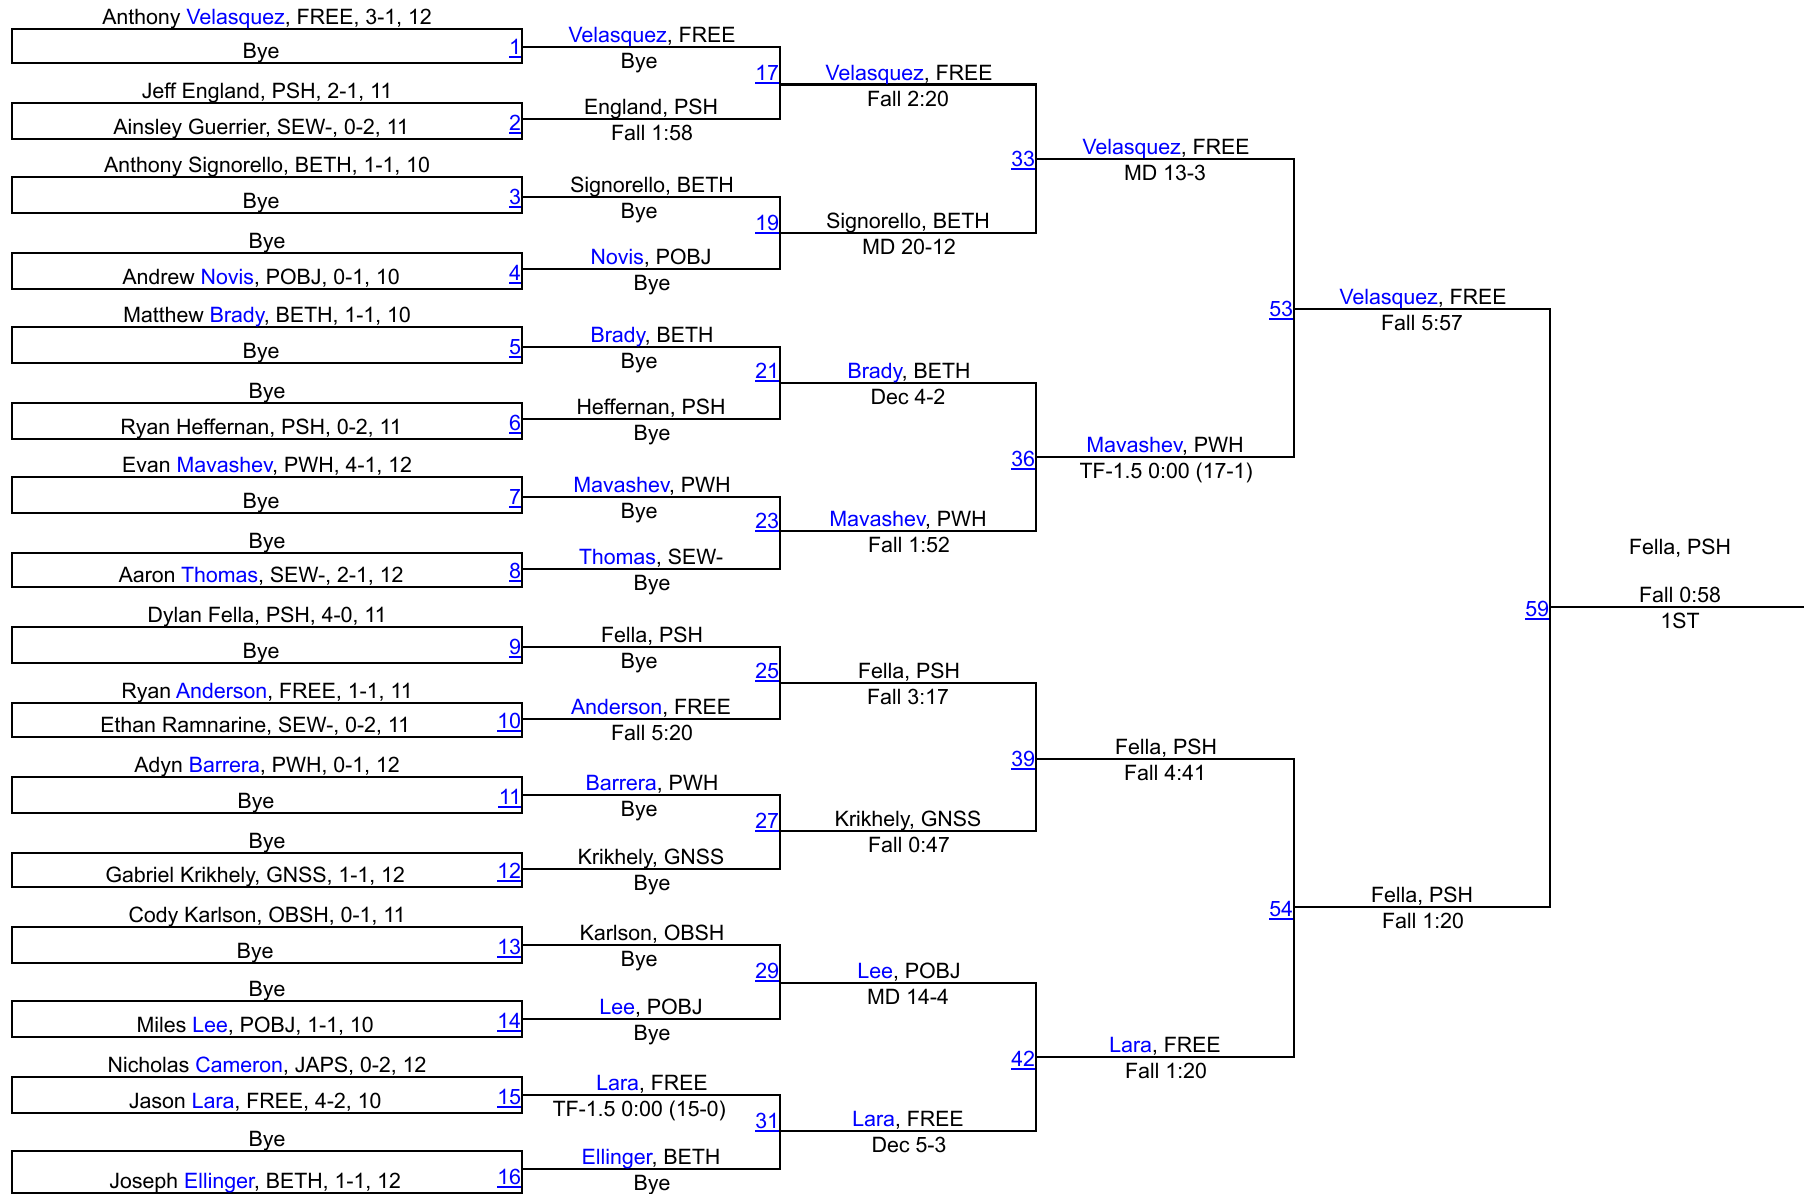 Anthony Velasquez, FREE, 3-1, 12
Bye
1
Jeff England, PSH, 2-1, 11
Ainsley Guerrier, SEW-, 0-2, 11
2
Anthony Signorello, BETH, 1-1, 10
Bye
3
Bye
Andrew Novis, POBJ, 0-1, 10
4
Matthew Brady, BETH, 1-1, 10
Bye
5
Bye
Ryan Heffernan, PSH, 0-2, 11
6
Evan Mavashev, PWH, 4-1, 12
Bye
7
Bye
Aaron Thomas, SEW-, 2-1, 12
8
Dylan Fella, PSH, 4-0, 11
Bye
9
Ryan Anderson, FREE, 1-1, 11
Ethan Ramnarine, SEW-, 0-2, 11
10
Adyn Barrera, PWH, 0-1, 12
Bye
11
Bye
Gabriel Krikhely, GNSS, 1-1, 12
12
Cody Karlson, OBSH, 0-1, 11
Bye
13
Bye
Miles Lee, POBJ, 1-1, 10
14
Nicholas Cameron, JAPS, 0-2, 12
Jason Lara, FREE, 4-2, 10
15
Bye
Joseph Ellinger, BETH, 1-1, 12
16
Velasquez, FREE
Bye
17
England, PSH
Fall 1:58
Signorello, BETH
Bye
19
Novis, POBJ
Bye
Brady, BETH
Bye
21
Heffernan, PSH
Bye
Mavashev, PWH
Bye
23
Thomas, SEW-
Bye
Fella, PSH
Bye
25
Anderson, FREE
Fall 5:20
Barrera, PWH
Bye
27
Krikhely, GNSS
Bye
Karlson, OBSH
Bye
29
Lee, POBJ
Bye
Lara, FREE
TF-1.5 0:00 (15-0)
31
Ellinger, BETH
Bye
Velasquez, FREE
Fall 2:20
33
Signorello, BETH
MD 20-12
Brady, BETH
Dec 4-2
36
Mavashev, PWH
Fall 1:52
Fella, PSH
Fall 3:17
39
Krikhely, GNSS
Fall 0:47
Lee, POBJ
MD 14-4
42
Lara, FREE
Dec 5-3
Velasquez, FREE
MD 13-3
53
Mavashev, PWH
TF-1.5 0:00 (17-1)
Fella, PSH
Fall 4:41
54
Lara, FREE
Fall 1:20
Velasquez, FREE
Fall 5:57
59
Fella, PSH
Fall 1:20
Fella, PSH
Fall 0:58
1ST